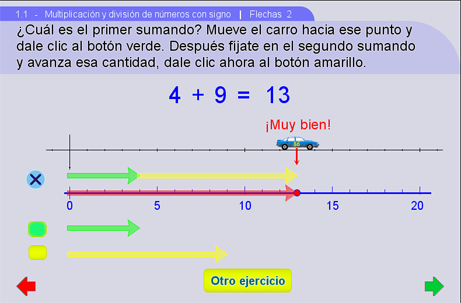 1.1 - Multiplicación y división de números con signo | Flechas 2
¿Cuál es el primer sumando? Mueve el carro hacia ese punto y
dale clic al botón verde. Después fijate en el segundo sumando
y avanza esa cantidad, dale clic ahora al botón amarillo.
4 + 9 = 13
¡Muy bien!
0 5 10 15 20
Otro ejercicio